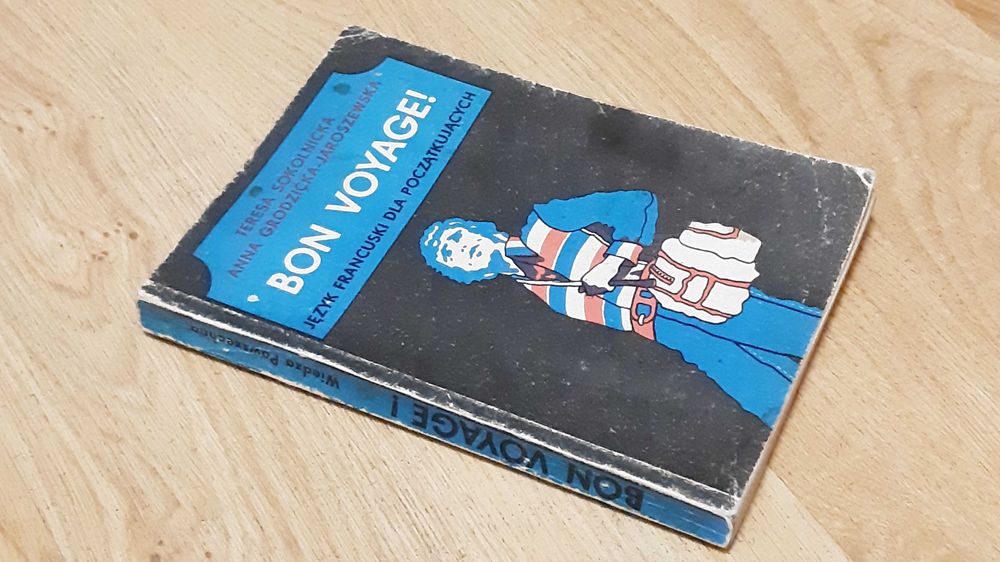 TERESA SOKOLNICKA
ANNA GRODZICKA-JAROSZEWSKA
BON VOYAGE!
JĘZYK FRANCUSKI DLA POCZĄTKUJĄCYCH
BON VOYAGE!
Wiedza Powszechna